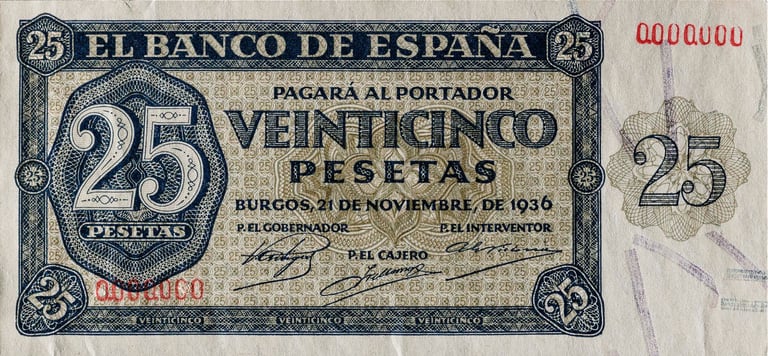 25
EL BANCO DE ESPAÑA
25
0000000
PAGARÁ AL PORTADOR
25
PESETAS
VEINTICINCO
PESETAS
25
BURGOS, 21 DE NOVIEMBRE, DE 1936
P. EL GOBERNADOR
P. EL INTERVENTOR
P. EL CAJERO
0000000
25
VEINTICINCO
VEINTICINCO
VEINTICINCO
25